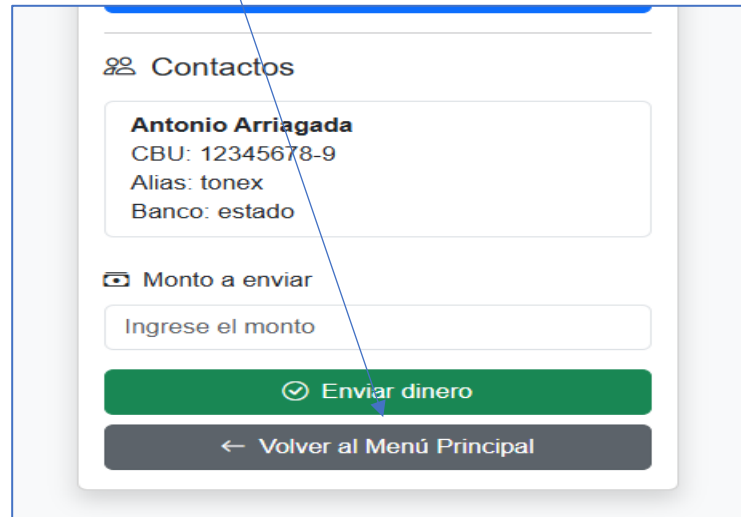 Contactos
Antonio Arriagada
CBU: 12345678-9
Alias: tonex
Banco: estado
Monto a enviar
Ingrese el monto
Enviar dinero
← Volver al Menú Principal